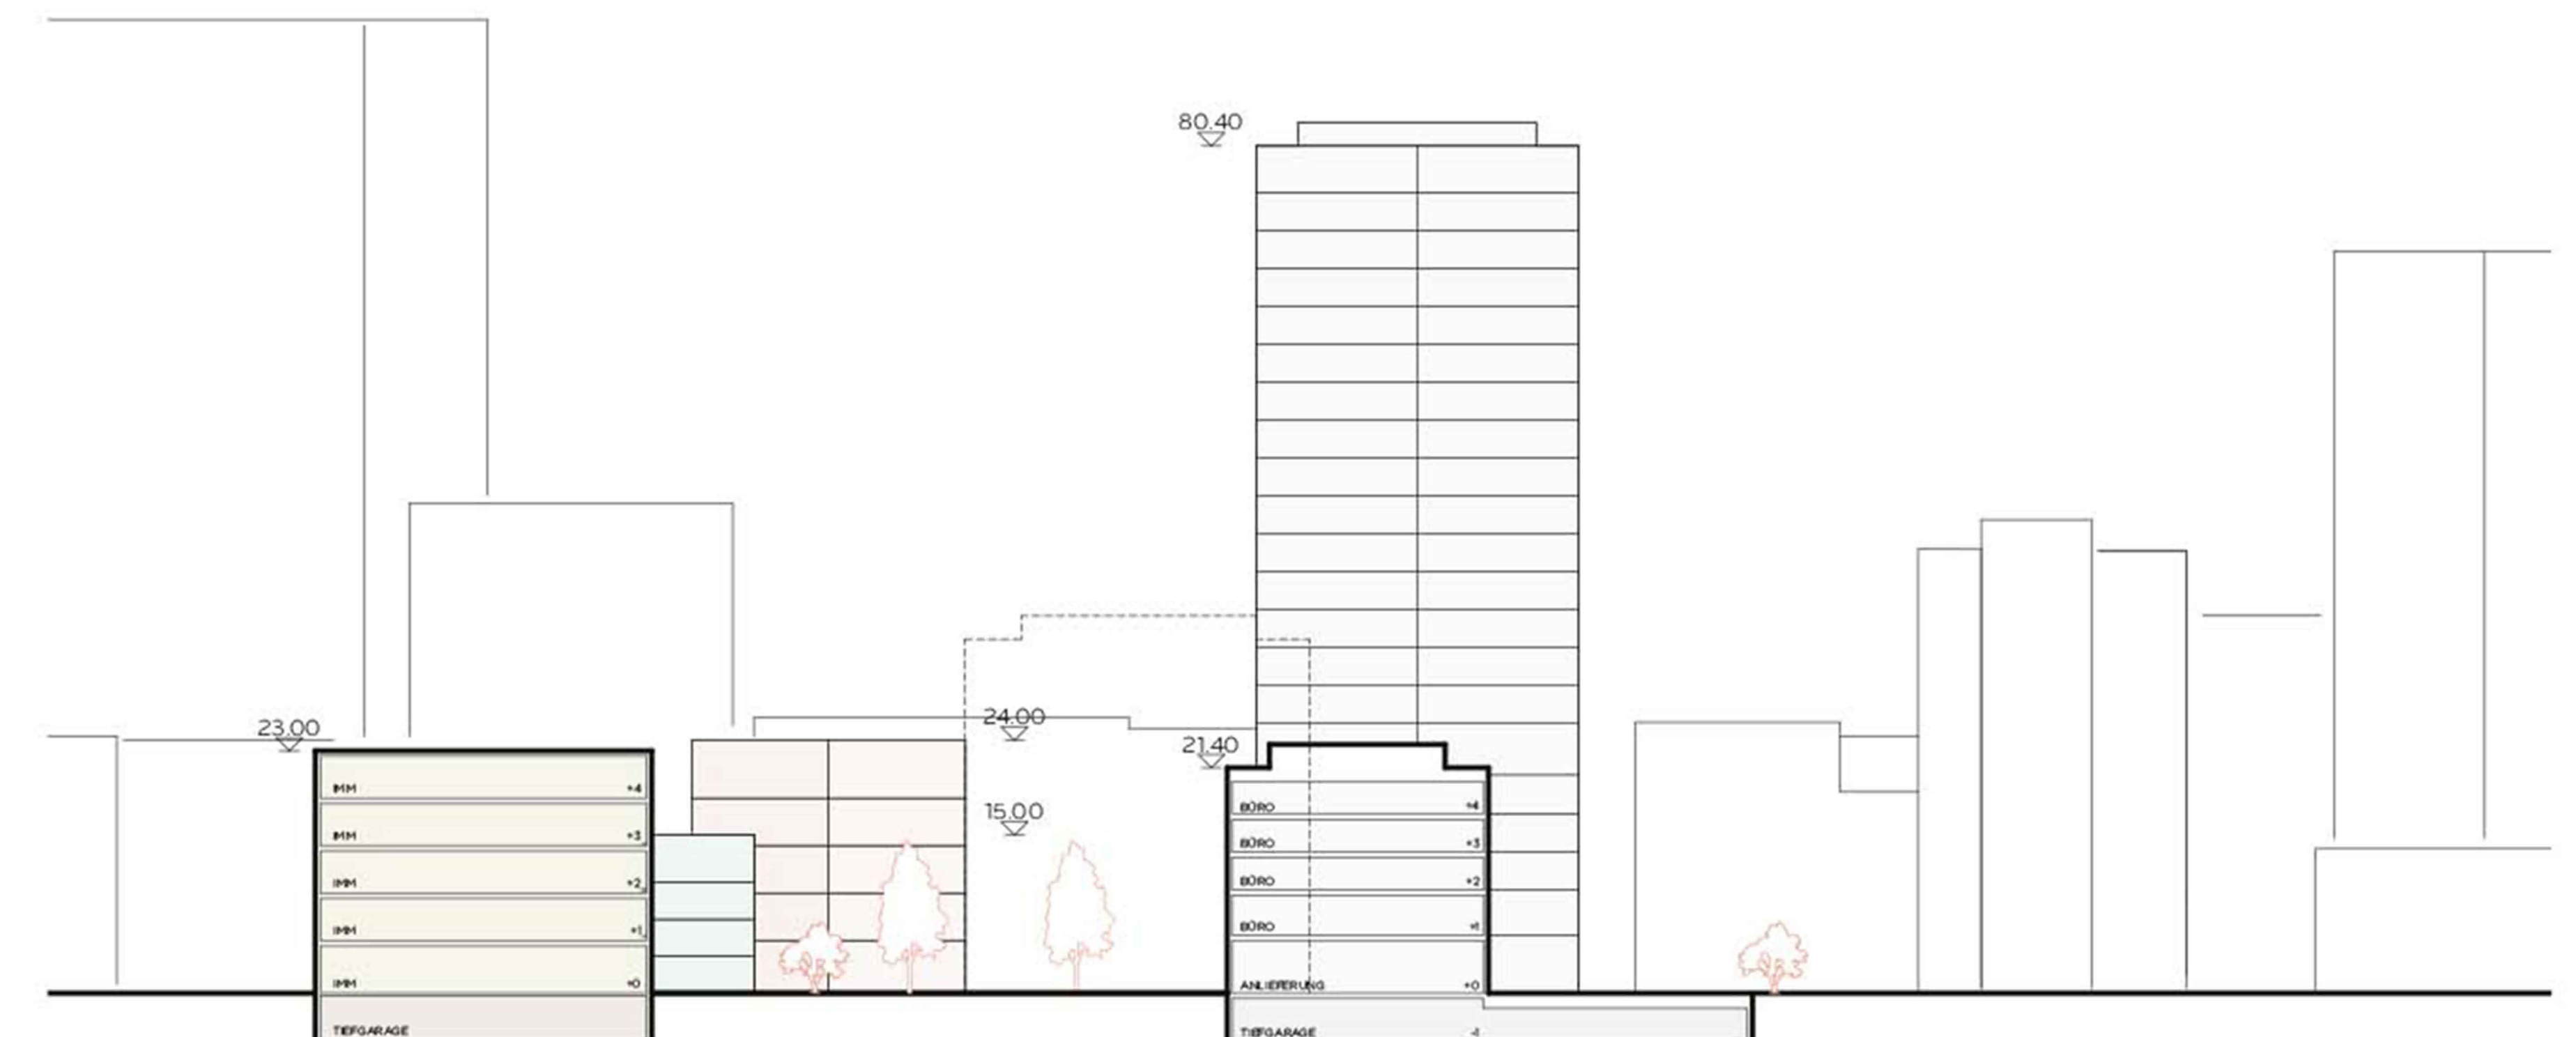 80.40
23.00
24.00
21.40
15.00
IMM +4
IMM +3
IMM +2
IMM +1
IMM +0
TIEFGARAGE
BÜRO +4
BÜRO +3
BÜRO +2
BÜRO +1
ANLIEFERUNG +0
TIEFGARAGE -1